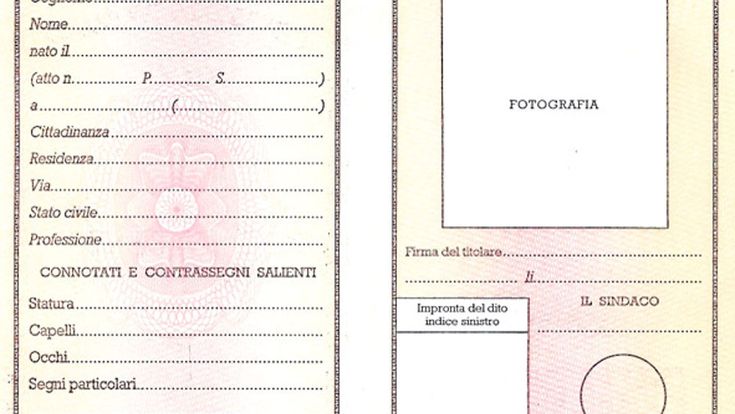 Nome
nato il
(atto n. P. S. )
a ( )
Cittadinanza
Residenza
Via
Stato civile
Professione
CONNOTATI E CONTRASSEGNI SALIENTI
Statura
Capelli
Occhi
Segni particolari
FOTOGRAFIA
Firma del titolare
li
IL SINDACO
Impronta del dito
indice sinistro